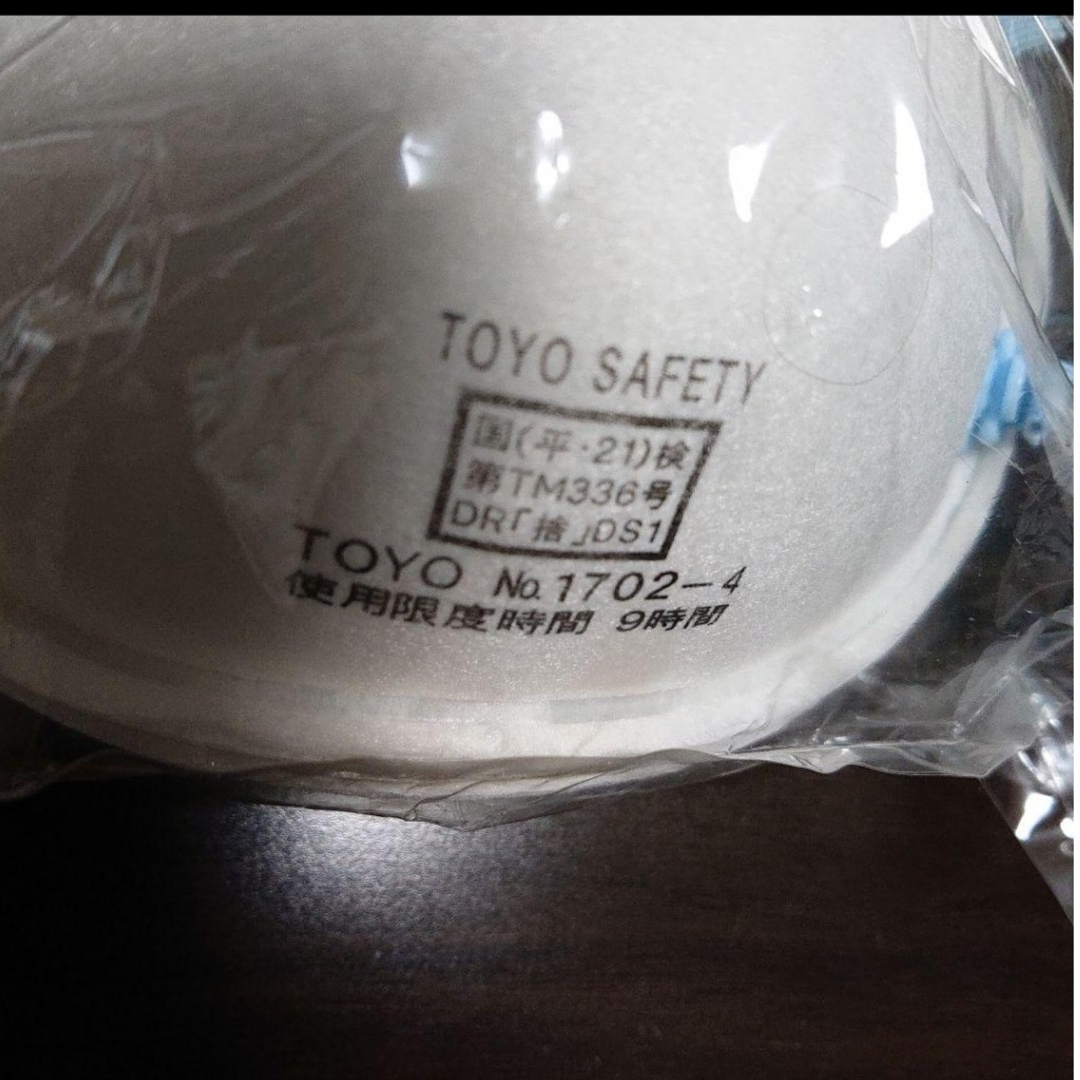 TOYO SAFETY
国(平・21)検
第TM336号
DR「捨」DS1
TOYO No.1702-4
使用限度時間 9時間